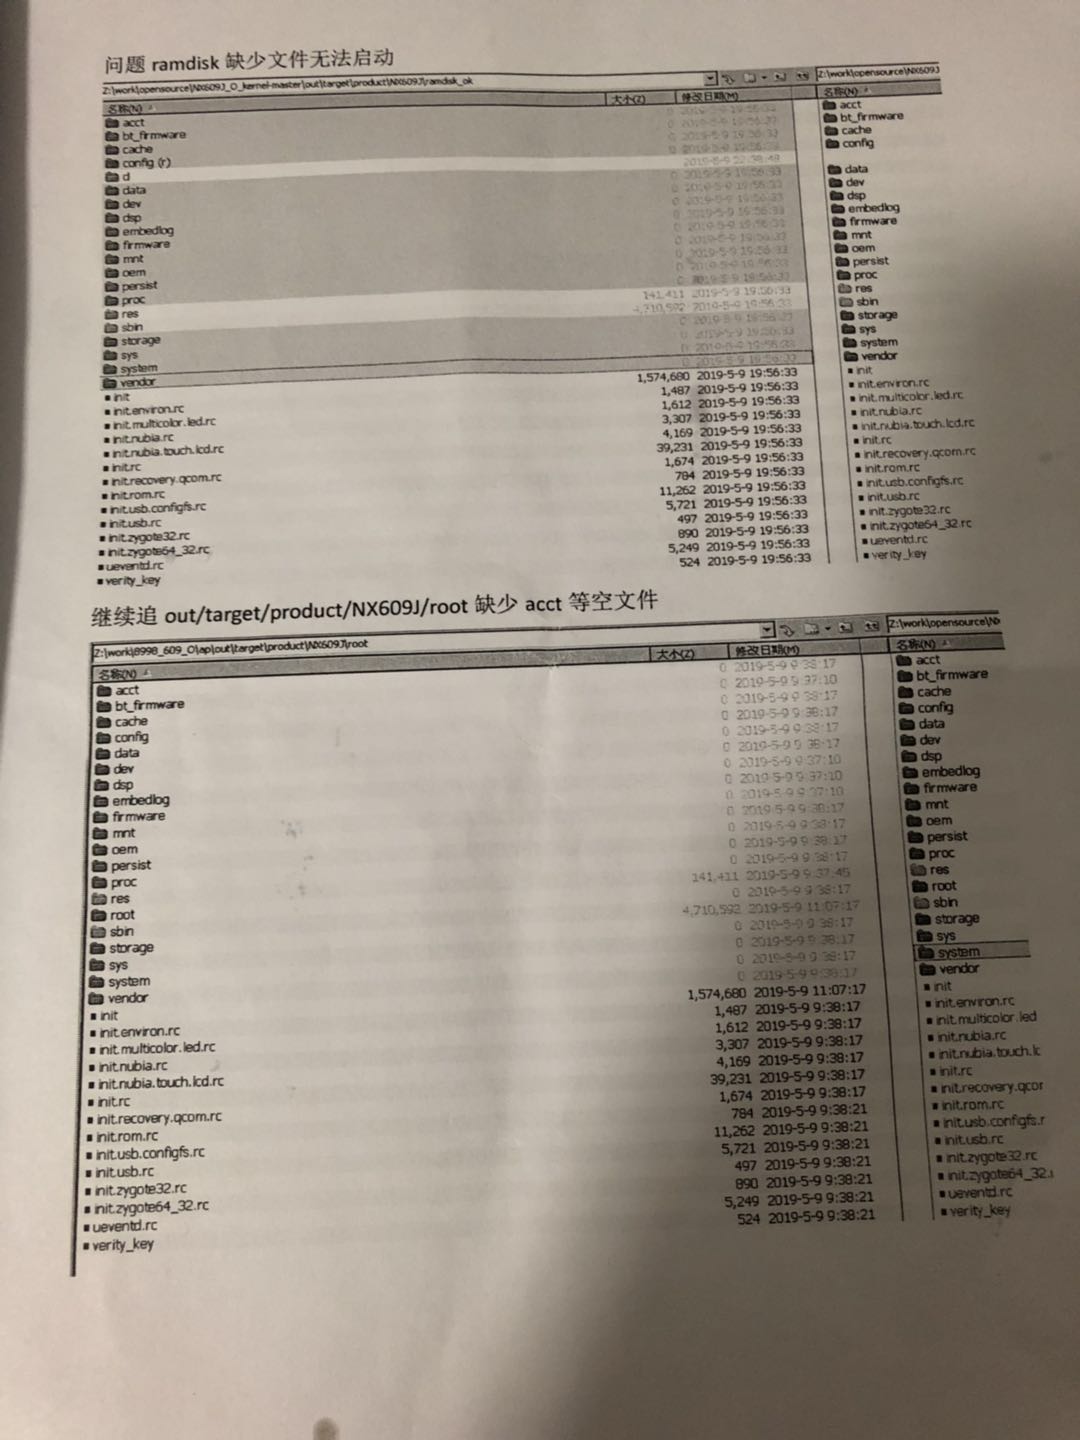 问题 ramdisk 缺少文件无法启动
Z:\work\opensource\NX609J_O_kernel-master\out\target\product\NX609J\ramdisk_ok
Z:\work\opensource\NX609J
名称(N) 大小(Z) 修改日期(M) 名称(N)
acct 0 2019-5-9 19:56:33 acct
bt_firmware 0 2019-5-9 19:56:33 bt_firmware
cache 0 2019-5-9 19:56:33 cache
config (r) 0 2019-5-9 19:56:33 config
d 2019-5-9 22:38:48
data 0 2019-5-9 19:56:33 data
dev 0 2019-5-9 19:56:33 dev
dsp 0 2019-5-9 19:56:33 dsp
embedlog 0 2019-5-9 19:56:33 embedlog
firmware 0 2019-5-9 19:56:33 firmware
mnt 0 2019-5-9 19:56:33 mnt
oem 0 2019-5-9 19:56:33 oem
persist 0 2019-5-9 19:56:33 persist
proc 0 2019-5-9 19:56:33 proc
res 141,411 2019-5-9 19:56:33 res
sbin 4,710,592 2019-5-9 19:56:33 sbin
storage 0 2019-5-9 19:56:33 storage
sys 0 2019-5-9 19:56:33 sys
system 0 2019-5-9 19:56:33 system
vendor 0 2019-5-9 19:56:33 vendor
init 1,574,680 2019-5-9 19:56:33 init
init.environ.rc 1,487 2019-5-9 19:56:33 init.environ.rc
init.multicolor.led.rc 1,612 2019-5-9 19:56:33 init.multicolor.led.rc
init.nubia.rc 3,307 2019-5-9 19:56:33 init.nubia.rc
init.nubia.touch.lcd.rc 4,169 2019-5-9 19:56:33 init.nubia.touch.lcd.rc
init.rc 39,231 2019-5-9 19:56:33 init.rc
init.recovery.qcom.rc 1,674 2019-5-9 19:56:33 init.recovery.qcom.rc
init.rom.rc 784 2019-5-9 19:56:33 init.rom.rc
init.usb.configfs.rc 11,262 2019-5-9 19:56:33 init.usb.configfs.rc
init.usb.rc 5,721 2019-5-9 19:56:33 init.usb.rc
init.zygote32.rc 497 2019-5-9 19:56:33 init.zygote32.rc
init.zygote64_32.rc 890 2019-5-9 19:56:33 init.zygote64_32.rc
ueventd.rc 5,249 2019-5-9 19:56:33 ueventd.rc
verity_key 524 2019-5-9 19:56:33 verity_key
继续追 out/target/product/NX609J/root 缺少 acct 等空文件
Z:\work\8998_609_O\ap\out\target\product\NX609J\root
Z:\work\opensource\NX
名称(N) 大小(Z) 修改日期(M) 名称(N)
acct 0 2019-5-9 9:38:17 acct
bt_firmware 0 2019-5-9 9:37:10 bt_firmware
cache 0 2019-5-9 9:38:17 cache
config 0 2019-5-9 9:38:17 config
data 0 2019-5-9 9:38:17 data
dev 0 2019-5-9 9:38:17 dev
dsp 0 2019-5-9 9:37:10 dsp
embedlog 0 2019-5-9 9:37:10 embedlog
firmware 0 2019-5-9 9:37:10 firmware
mnt 0 2019-5-9 9:38:17 mnt
oem 0 2019-5-9 9:38:17 oem
persist 0 2019-5-9 9:38:17 persist
proc 0 2019-5-9 9:38:17 proc
res 141,411 2019-5-9 9:37:45 res
root 0 2019-5-9 9:38:17 root
sbin 4,710,592 2019-5-9 11:07:17 sbin
storage 0 2019-5-9 9:38:17 storage
sys 0 2019-5-9 9:38:17 sys
system 0 2019-5-9 9:38:17 system
vendor 0 2019-5-9 9:38:17 vendor
init 1,574,680 2019-5-9 11:07:17 init
init.environ.rc 1,487 2019-5-9 9:38:17 init.environ.rc
init.multicolor.led.rc 1,612 2019-5-9 9:38:17 init.multicolor.led
init.nubia.rc 3,307 2019-5-9 9:38:17 init.nubia.rc
init.nubia.touch.lcd.rc 4,169 2019-5-9 9:38:17 init.nubia.touch.lc
init.rc 39,231 2019-5-9 9:38:17 init.rc
init.recovery.qcom.rc 1,674 2019-5-9 9:38:17 init.recovery.qcor
init.rom.rc 784 2019-5-9 9:38:21 init.rom.rc
init.usb.configfs.rc 11,262 2019-5-9 9:38:21 init.usb.configfs.r
init.usb.rc 5,721 2019-5-9 9:38:21 init.usb.rc
init.zygote32.rc 497 2019-5-9 9:38:21 init.zygote32.rc
init.zygote64_32.rc 890 2019-5-9 9:38:21 init.zygote64_32.r
ueventd.rc 5,249 2019-5-9 9:38:21 ueventd.rc
verity_key 524 2019-5-9 9:38:21 verity_key